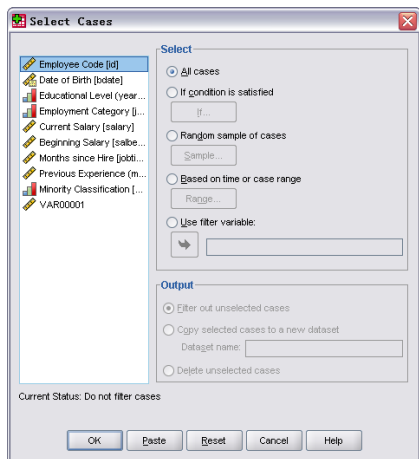 Select Cases
Employee Code [id]
Date of Birth [bdate]
Educational Level (year...
Employment Category [j...
Current Salary [salary]
Beginning Salary [salbe...
Months since Hire [jobti...
Previous Experience (m...
Minority Classification [...
VAR00001
Select
All cases
If condition is satisfied
If...
Random sample of cases
Sample...
Based on time or case range
Range...
Use filter variable:
Output
Filter out unselected cases
Copy selected cases to a new dataset
Dataset name:
Delete unselected cases
Current Status: Do not filter cases
OK
Paste
Reset
Cancel
Help